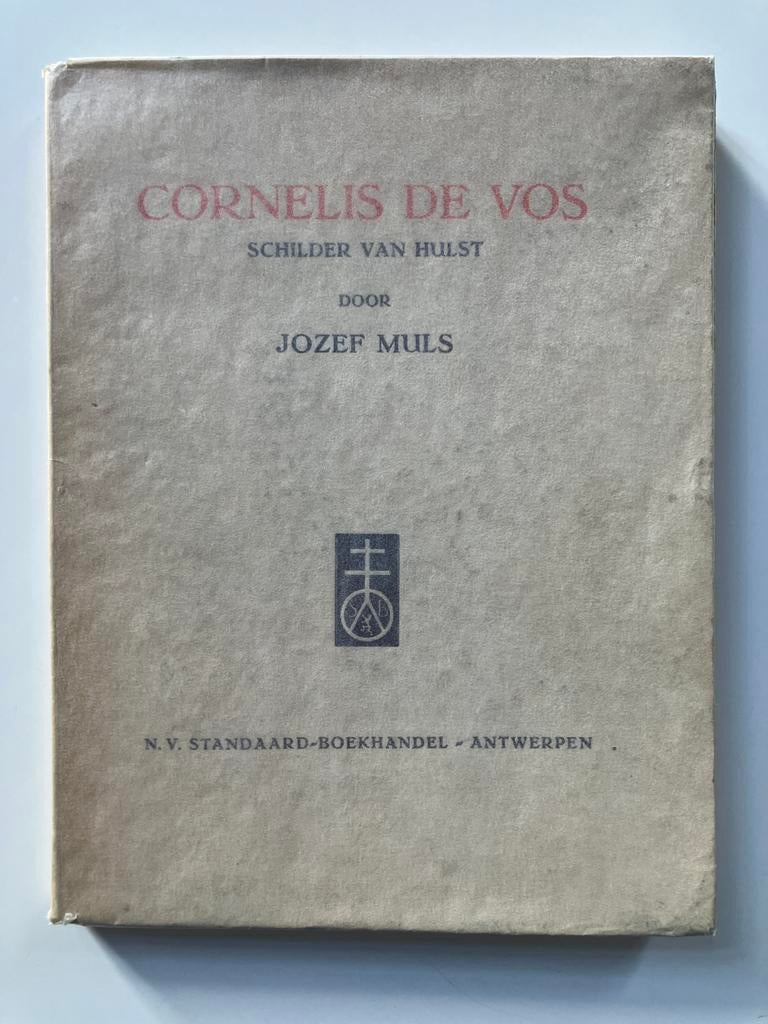 CORNELIS DE VOS
SCHILDER VAN HULST
DOOR
JOZEF MULS
S B
N. V. STANDAARD-BOEKHANDEL - ANTWERPEN